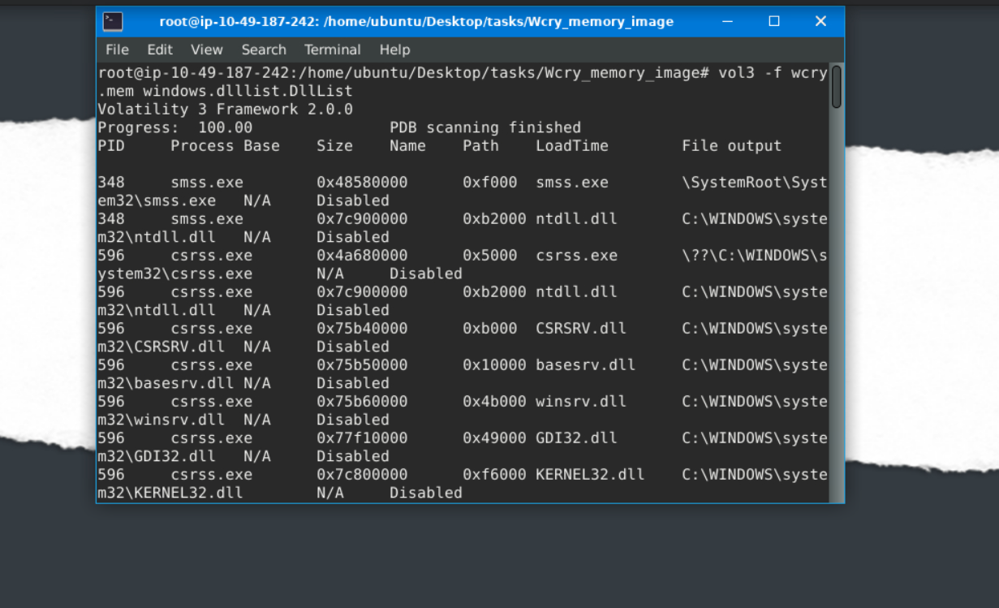 root@ip-10-49-187-242: /home/ubuntu/Desktop/tasks/Wcry_memory_image
File Edit View Search Terminal Help
root@ip-10-49-187-242:/home/ubuntu/Desktop/tasks/Wcry_memory_image# vol3 -f wcry
.mem windows.dlllist.DllList
Volatility 3 Framework 2.0.0
Progress: 100.00 PDB scanning finished
PID Process Base Size Name Path LoadTime File output
348 smss.exe 0x48580000 0xf000 smss.exe \SystemRoot\Syst
em32\smss.exe N/A Disabled
348 smss.exe 0x7c900000 0xb2000 ntdll.dll C:\WINDOWS\syste
m32\ntdll.dll N/A Disabled
596 csrss.exe 0x4a680000 0x5000 csrss.exe \??\C:\WINDOWS\s
ystem32\csrss.exe N/A Disabled
596 csrss.exe 0x7c900000 0xb2000 ntdll.dll C:\WINDOWS\syste
m32\ntdll.dll N/A Disabled
596 csrss.exe 0x75b40000 0xb000 CSRSRV.dll C:\WINDOWS\syste
m32\CSRSRV.dll N/A Disabled
596 csrss.exe 0x75b50000 0x10000 basesrv.dll C:\WINDOWS\syste
m32\basesrv.dll N/A Disabled
596 csrss.exe 0x75b60000 0x4b000 winsrv.dll C:\WINDOWS\syste
m32\winsrv.dll N/A Disabled
596 csrss.exe 0x77f10000 0x49000 GDI32.dll C:\WINDOWS\syste
m32\GDI32.dll N/A Disabled
596 csrss.exe 0x7c800000 0xf6000 KERNEL32.dll C:\WINDOWS\syste
m32\KERNEL32.dll N/A Disabled